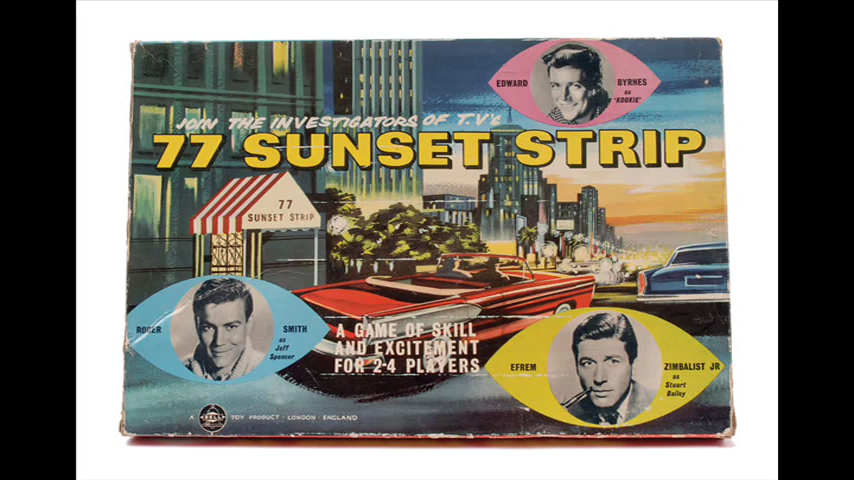 EDWARD BYRNES
as
"KOOKIE"
JOIN THE INVESTIGATORS OF T.V's
77 SUNSET STRIP
77
SUNSET STRIP
ROGER SMITH
as
Jeff
Spencer
A GAME OF SKILL
AND EXCITEMENT
FOR 2-4 PLAYERS
EFREM ZIMBALIST JR
as
Stuart
Bailey
A BELL TOY PRODUCT - LONDON - ENGLAND